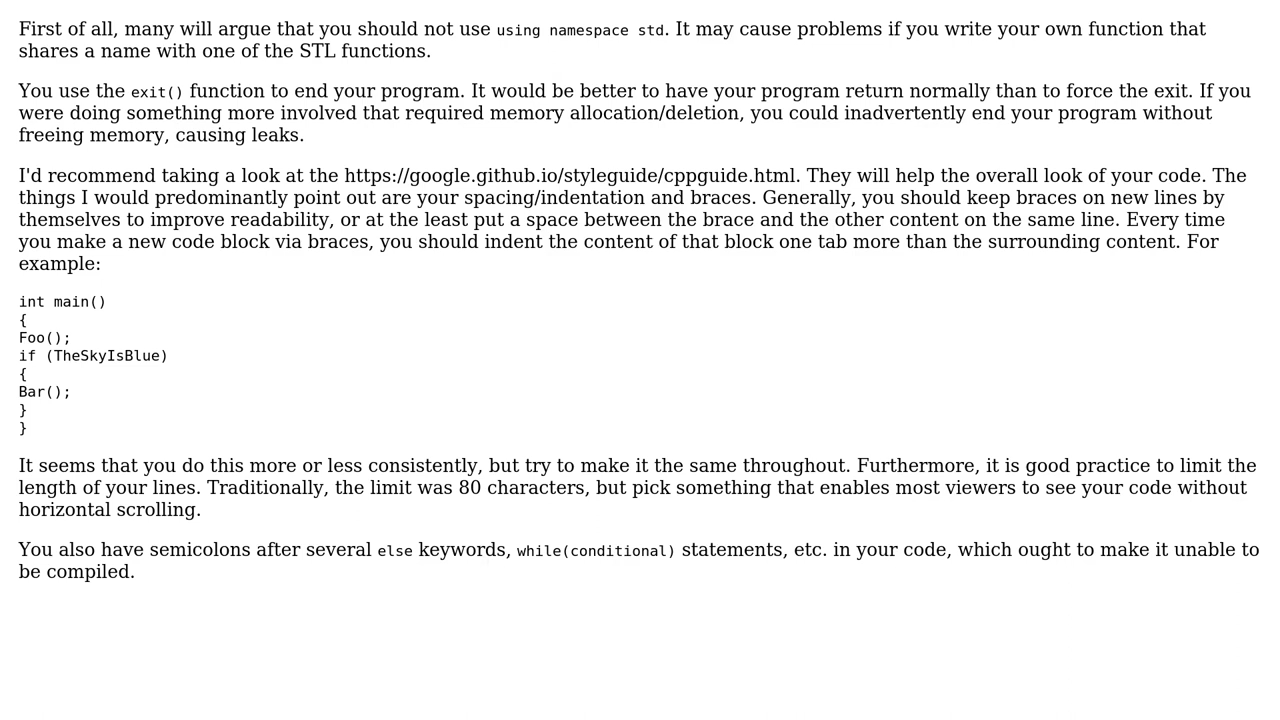 First of all, many will argue that you should not use using namespace std. It may cause problems if you write your own function that
shares a name with one of the STL functions.
You use the exit() function to end your program. It would be better to have your program return normally than to force the exit. If you
were doing something more involved that required memory allocation/deletion, you could inadvertently end your program without
freeing memory, causing leaks.
I'd recommend taking a look at the https://google.github.io/styleguide/cppguide.html. They will help the overall look of your code. The
things I would predominantly point out are your spacing/indentation and braces. Generally, you should keep braces on new lines by
themselves to improve readability, or at the least put a space between the brace and the other content on the same line. Every time
you make a new code block via braces, you should indent the content of that block one tab more than the surrounding content. For
example:
int main()
{
Foo();
if (TheSkyIsBlue)
{
Bar();
}
}
It seems that you do this more or less consistently, but try to make it the same throughout. Furthermore, it is good practice to limit the
length of your lines. Traditionally, the limit was 80 characters, but pick something that enables most viewers to see your code without
horizontal scrolling.
You also have semicolons after several else keywords, while(conditional) statements, etc. in your code, which ought to make it unable to
be compiled.